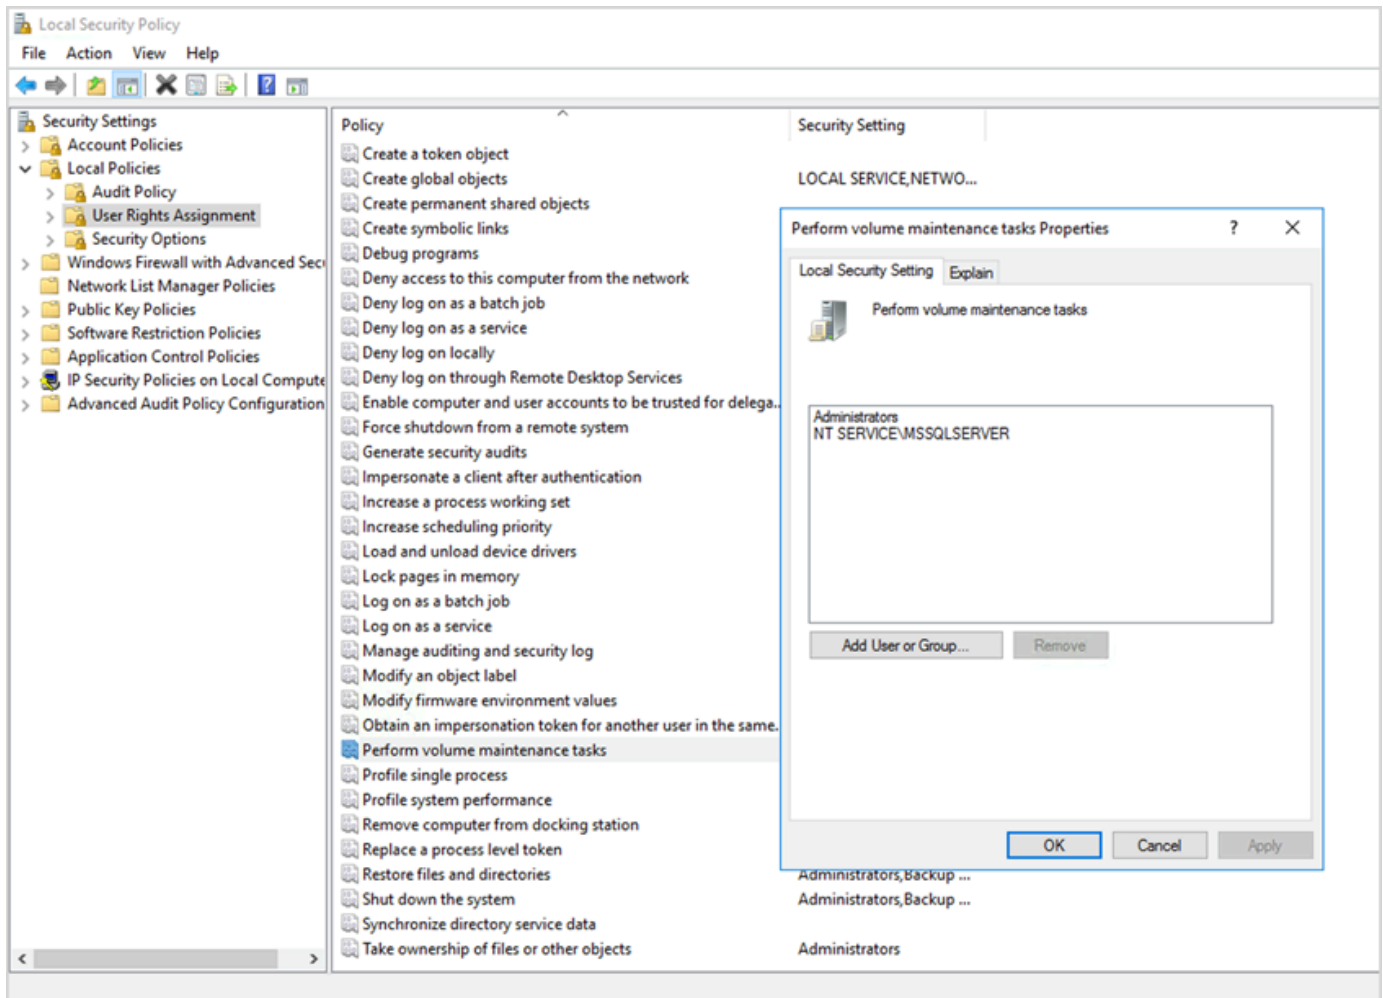 Local Security Policy
File Action View Help
Security Settings
Account Policies
Local Policies
Audit Policy
User Rights Assignment
Security Options
Windows Firewall with Advanced Secu
Network List Manager Policies
Public Key Policies
Software Restriction Policies
Application Control Policies
IP Security Policies on Local Compute
Advanced Audit Policy Configuration
Policy Security Setting
Create a token object
Create global objects LOCAL SERVICE,NETWO...
Create permanent shared objects
Create symbolic links
Debug programs
Deny access to this computer from the network
Deny log on as a batch job
Deny log on as a service
Deny log on locally
Deny log on through Remote Desktop Services
Enable computer and user accounts to be trusted for delega...
Force shutdown from a remote system
Generate security audits
Impersonate a client after authentication
Increase a process working set
Increase scheduling priority
Load and unload device drivers
Lock pages in memory
Log on as a batch job
Log on as a service
Manage auditing and security log
Modify an object label
Modify firmware environment values
Obtain an impersonation token for another user in the same.
Perform volume maintenance tasks
Profile single process
Profile system performance
Remove computer from docking station
Replace a process level token
Restore files and directories Administrators,Backup ...
Shut down the system Administrators,Backup ...
Synchronize directory service data
Take ownership of files or other objects Administrators
Perform volume maintenance tasks Properties ?
Local Security Setting Explain
Perform volume maintenance tasks
Administrators
NT SERVICE\MSSQLSERVER
Add User or Group... Remove
OK Cancel Apply